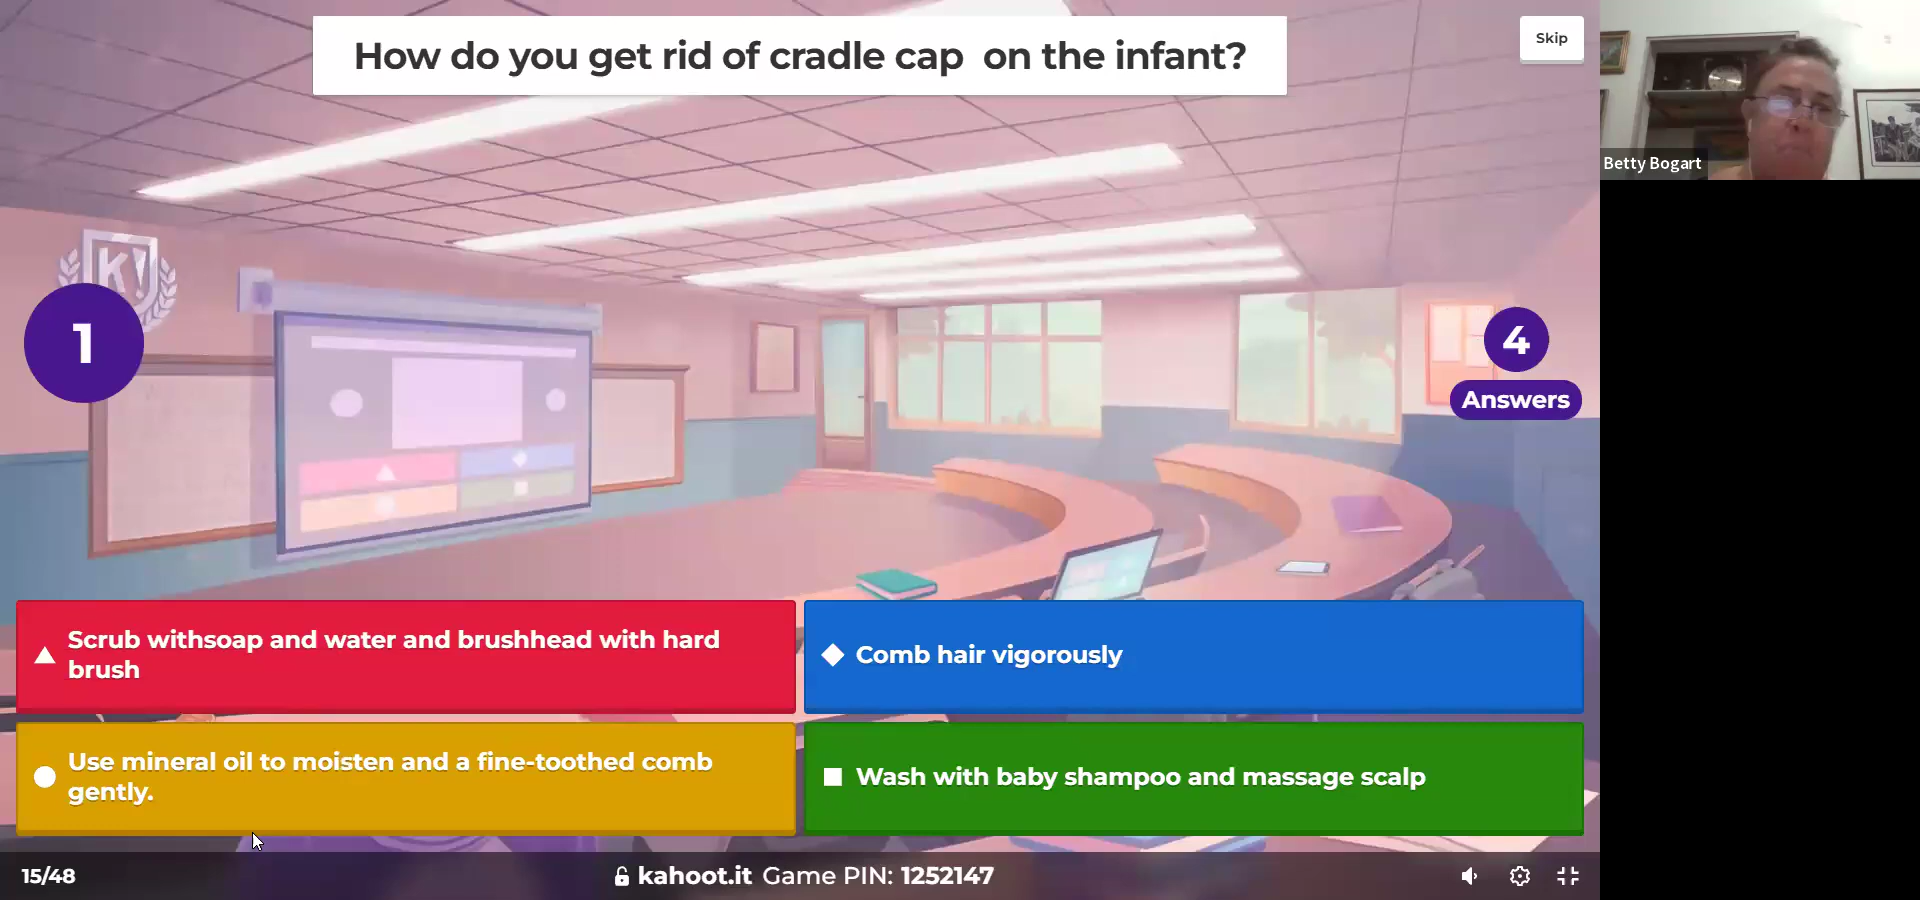 How do you get rid of cradle cap  on the infant?
Skip
Betty Bogart
K!
1
4
Answers
Scrub withsoap and water and brushhead with hard
brush
Comb hair vigorously
Use mineral oil to moisten and a fine-toothed comb
gently.
Wash with baby shampoo and massage scalp
15/48
kahoot.it Game PIN: 1252147